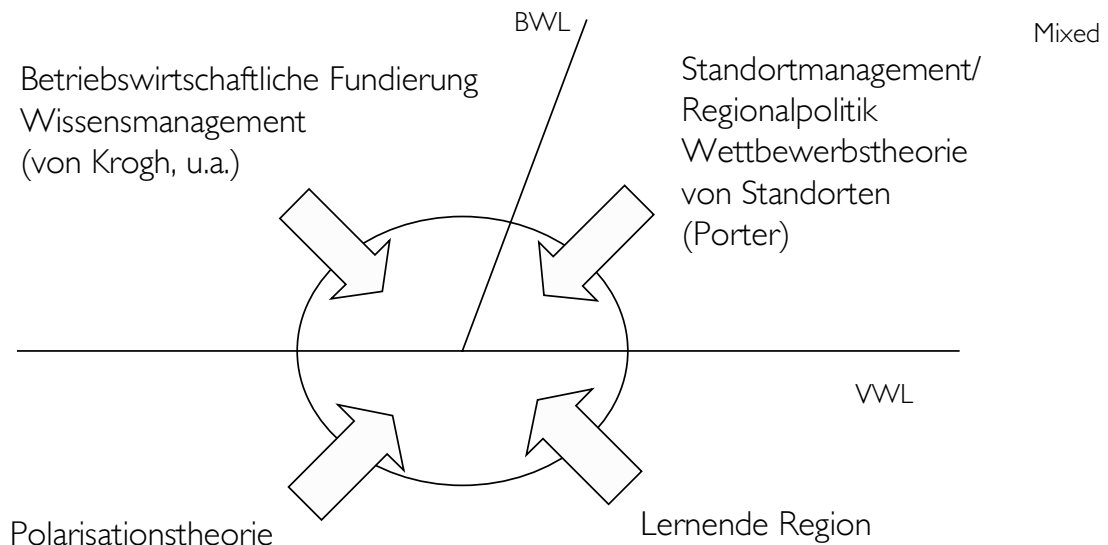 BWL
Mixed
Betriebswirtschaftliche Fundierung
Wissensmanagement
(von Krogh, u.a.)
Standortmanagement/
Regionalpolitik
Wettbewerbstheorie
von Standorten
(Porter)
VWL
Polarisationstheorie
Lernende Region